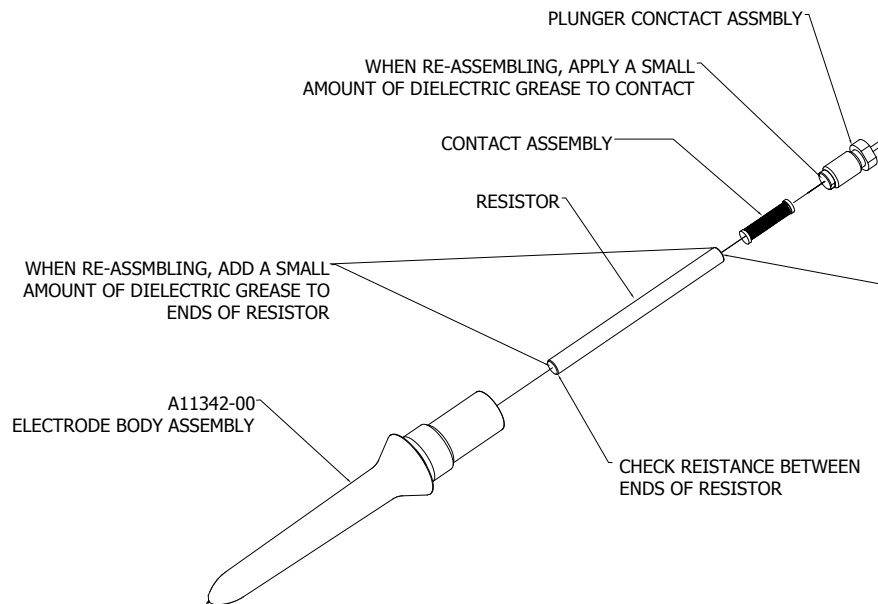 PLUNGER CONCTACT ASSMBLY
WHEN RE-ASSEMBLING, APPLY A SMALL
AMOUNT OF DIELECTRIC GREASE TO CONTACT
CONTACT ASSEMBLY
RESISTOR
WHEN RE-ASSMBLING, ADD A SMALL
AMOUNT OF DIELECTRIC GREASE TO
ENDS OF RESISTOR
A11342-00
ELECTRODE BODY ASSEMBLY
CHECK REISTANCE BETWEEN
ENDS OF RESISTOR